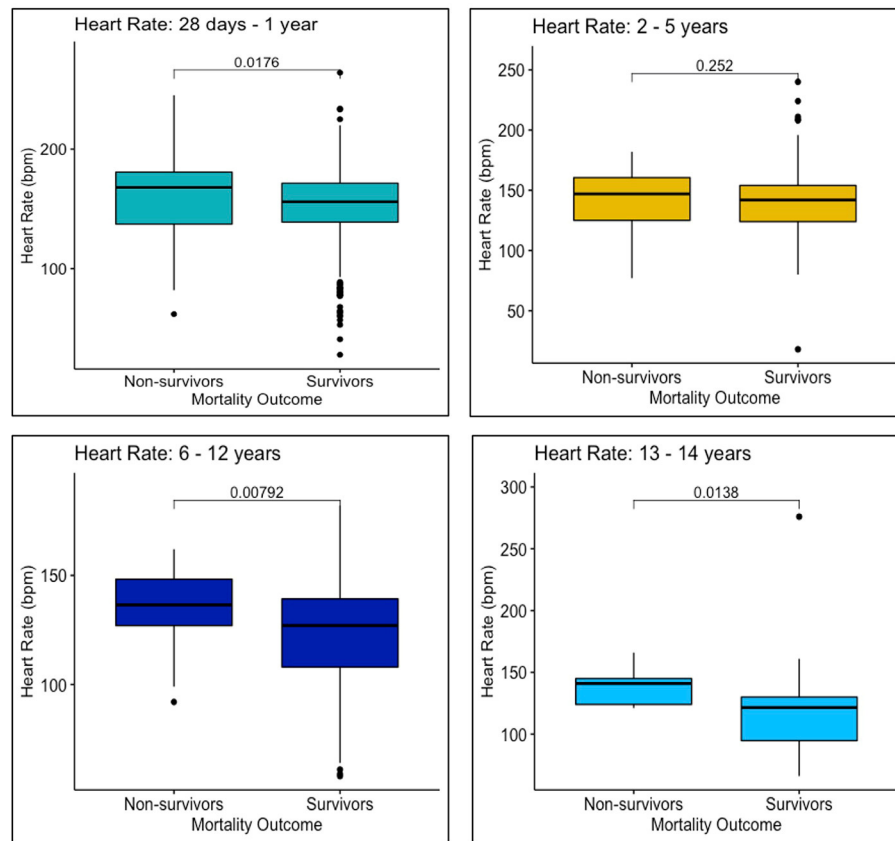 Heart Rate: 28 days - 1 year
0.0176
Heart Rate (bpm)
200
100
Non-survivors Survivors
Mortality Outcome
Heart Rate: 2 - 5 years
0.252
Heart Rate (bpm)
250
200
150
100
50
Non-survivors Survivors
Mortality Outcome
Heart Rate: 6 - 12 years
0.00792
Heart Rate (bpm)
150
100
Non-survivors Survivors
Mortality Outcome
Heart Rate: 13 - 14 years
0.0138
Heart Rate (bpm)
300
250
200
150
100
Non-survivors Survivors
Mortality Outcome